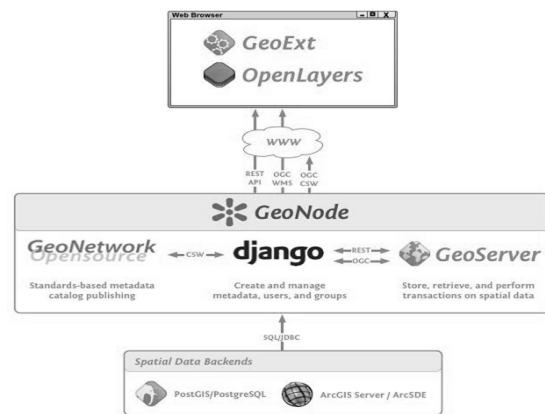 Web Browser
GeoExt
OpenLayers
WWW
REST API
OGC WMS
OGC CSW
GeoNode
GeoNetwork
Opensource
CSW
django
REST
OGC
GeoServer
Standards-based metadata
catalog publishing
Create and manage
metadata, users, and groups
Store, retrieve, and perform
transactions on spatial data
SQL/JDBC
Spatial Data Backends
PostGIS/PostgreSQL
ArcGIS Server / ArcSDE